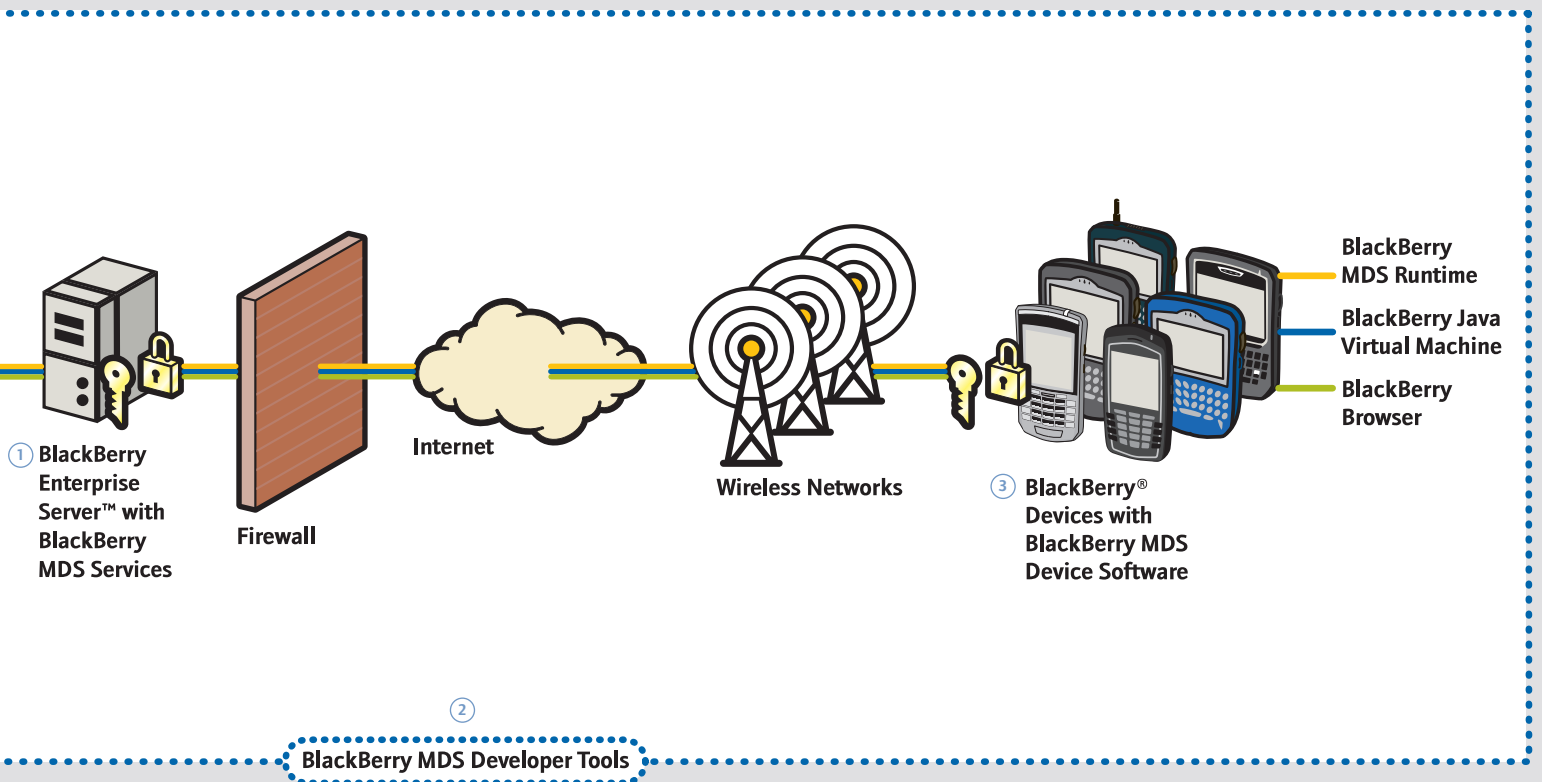 BlackBerry
MDS Runtime
BlackBerry Java
Virtual Machine
BlackBerry
Browser
1 BlackBerry
Enterprise
Server™ with
BlackBerry
MDS Services
Firewall
Internet
Wireless Networks
3 BlackBerry®
Devices with
BlackBerry MDS
Device Software
2
BlackBerry MDS Developer Tools